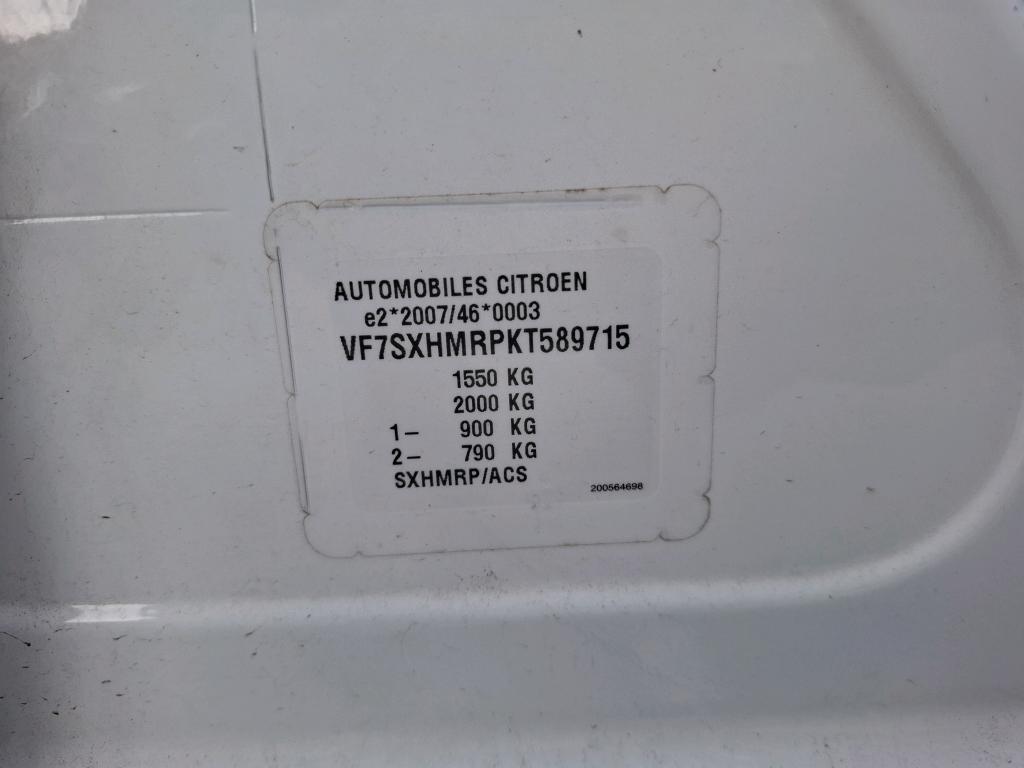 AUTOMOBILES CITROEN
e2*2007/46*0003
VF7SXHMRPKT589715
1550 KG
2000 KG
1– 900 KG
2– 790 KG
SXHMRP/ACS
200564698